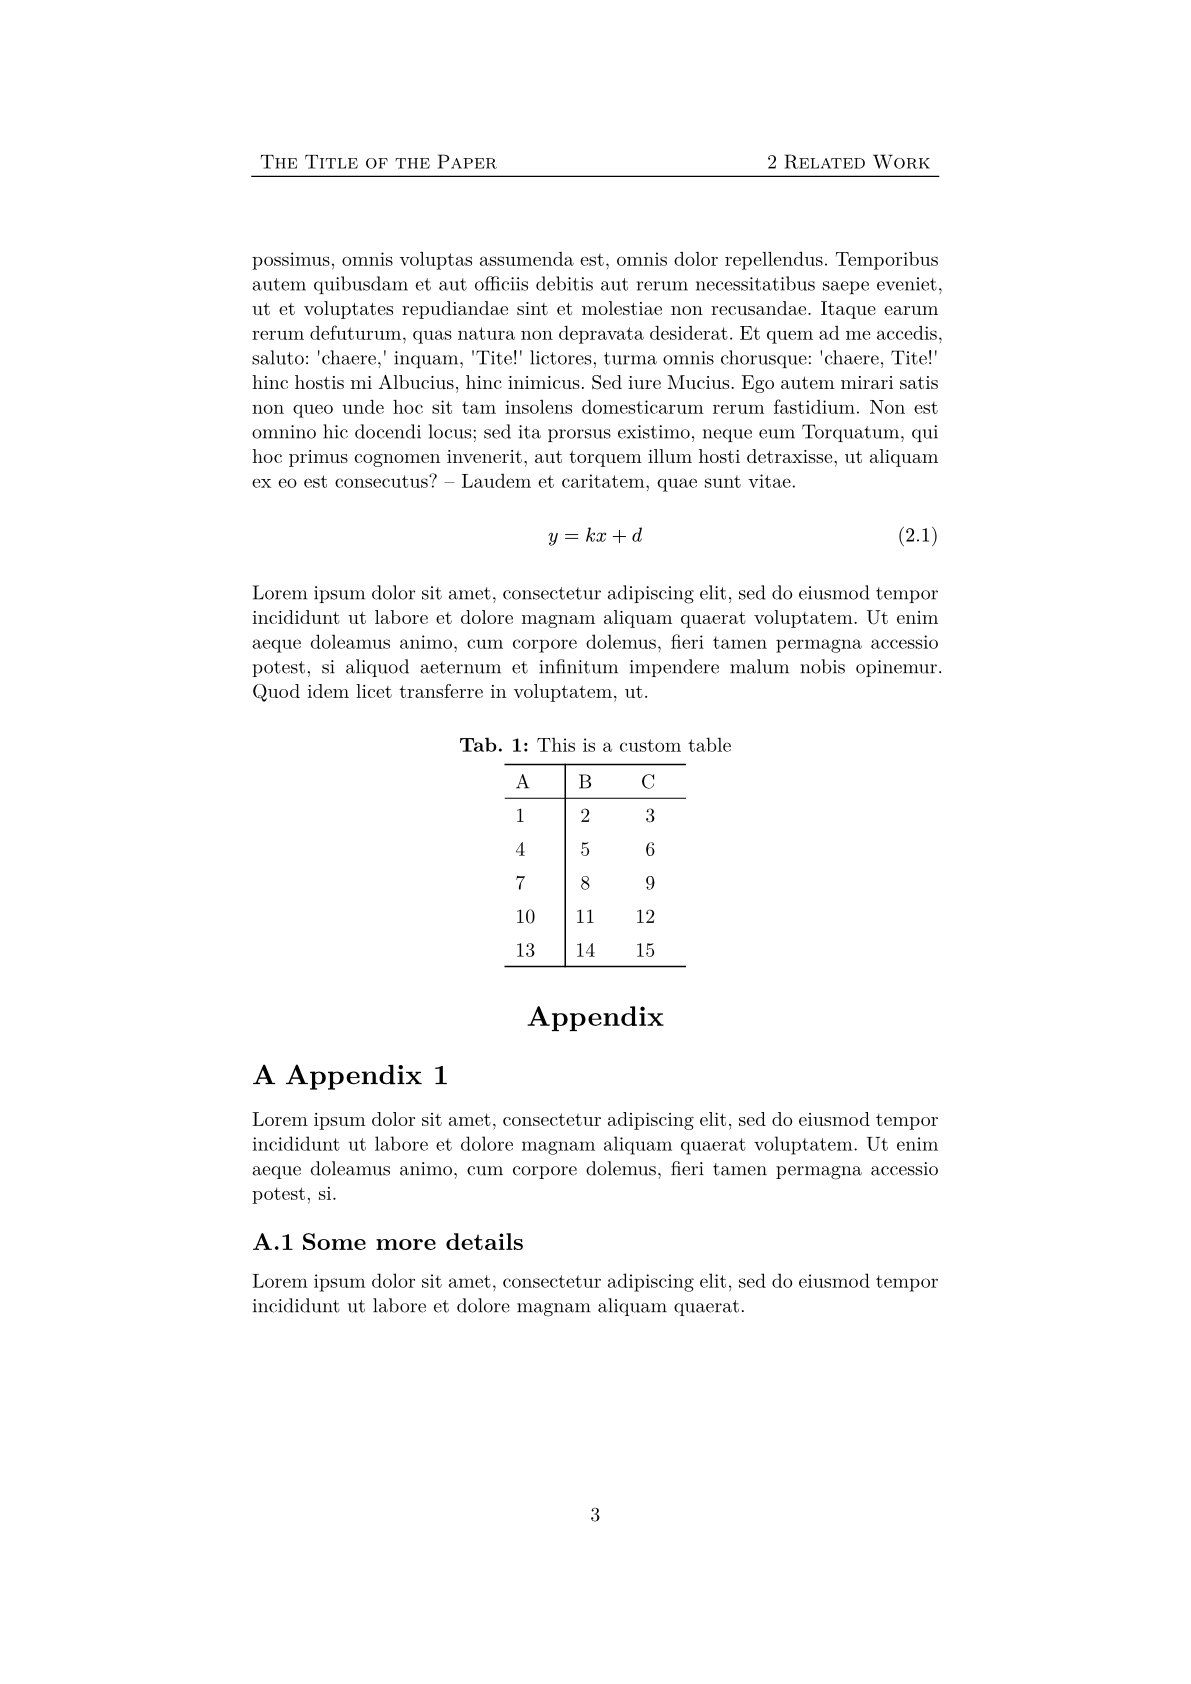 The Title of the Paper 2 Related Work
possimus, omnis voluptas assumenda est, omnis dolor repellendus. Temporibus
autem quibusdam et aut officiis debitis aut rerum necessitatibus saepe eveniet,
ut et voluptates repudiandae sint et molestiae non recusandae. Itaque earum
rerum defuturum, quas natura non depravata desiderat. Et quem ad me accedis,
saluto: 'chaere,' inquam, 'Tite!' lictores, turma omnis chorusque: 'chaere, Tite!'
hinc hostis mi Albucius, hinc inimicus. Sed iure Mucius. Ego autem mirari satis
non queo unde hoc sit tam insolens domesticarum rerum fastidium. Non est
omnino hic docendi locus; sed ita prorsus existimo, neque eum Torquatum, qui
hoc primus cognomen invenerit, aut torquem illum hosti detraxisse, ut aliquam
ex eo est consecutus? – Laudem et caritatem, quae sunt vitae.
y = kx + d (2.1)
Lorem ipsum dolor sit amet, consectetur adipiscing elit, sed do eiusmod tempor
incididunt ut labore et dolore magnam aliquam quaerat voluptatem. Ut enim
aeque doleamus animo, cum corpore dolemus, fieri tamen permagna accessio
potest, si aliquod aeternum et infinitum impendere malum nobis opinemur.
Quod idem licet transferre in voluptatem, ut.
Tab. 1: This is a custom table
A B C
1 2 3
4 5 6
7 8 9
10 11 12
13 14 15
Appendix
A Appendix 1
Lorem ipsum dolor sit amet, consectetur adipiscing elit, sed do eiusmod tempor
incididunt ut labore et dolore magnam aliquam quaerat voluptatem. Ut enim
aeque doleamus animo, cum corpore dolemus, fieri tamen permagna accessio
potest, si.
A.1 Some more details
Lorem ipsum dolor sit amet, consectetur adipiscing elit, sed do eiusmod tempor
incididunt ut labore et dolore magnam aliquam quaerat.
3